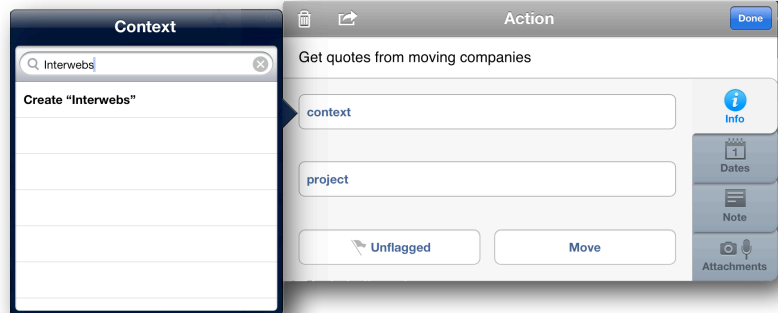 Context
Interwebs
Create “Interwebs”
Action
Done
Get quotes from moving companies
context
project
Unflagged
Move
Info
1
Dates
Note
Attachments